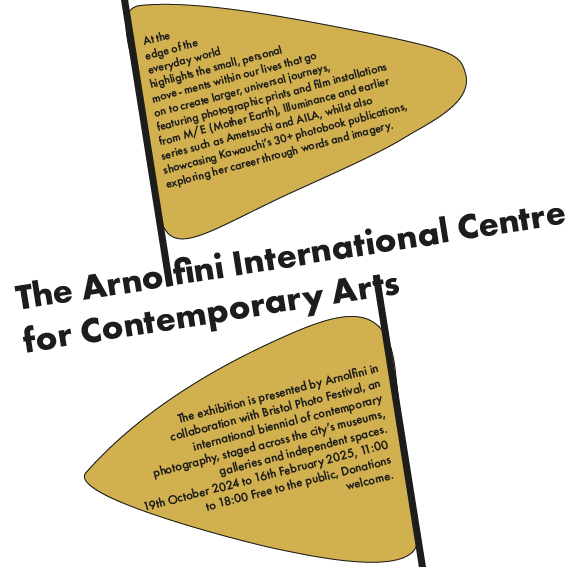 At the
edge of the
everyday world
highlights the small, personal
move - ments within our lives that go
on to create larger, universal journeys,
featuring photographic prints and film installations
from M/E (Mother Earth), Illuminance and earlier
series such as Ametsuchi and AILA, whilst also
showcasing Kawauchi's 30+ photobook publications,
exploring her career through words and imagery.
The Arnolfini International Centre
for Contemporary Arts
The exhibition is presented by Arnolfini in
collaboration with Bristol Photo Festival, an
international biennial of contemporary
photography, staged across the city's museums,
galleries and independent spaces.
19th October 2024 to 16th February 2025, 11:00
to 18:00 Free to the public, Donations
welcome.